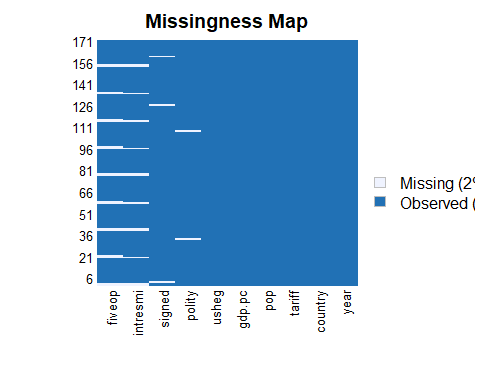 Missingness Map
171
156
141
126
111
96
81
66
51
36
21
6
Missing (2%
Observed (
fiveop
intresmi
signed
polity
usheg
gdp.pc
pop
tariff
country
year